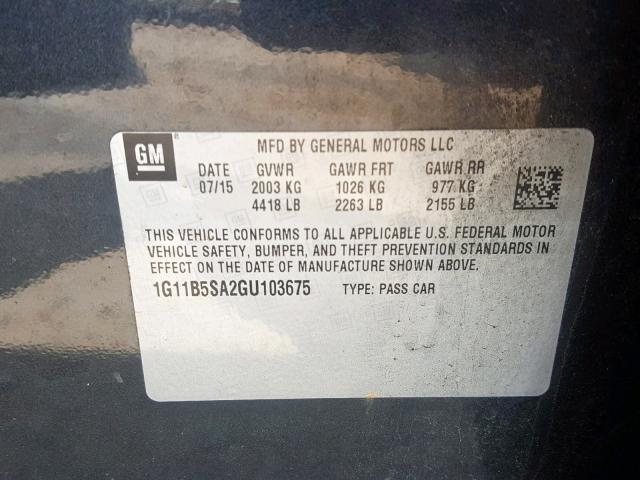 GM MFD BY GENERAL MOTORS LLC
DATE GVWR GAWR FRT GAWR RR
07/15 2003 KG 1026 KG 977 KG
4418 LB 2263 LB 2155 LB
THIS VEHICLE CONFORMS TO ALL APPLICABLE U.S. FEDERAL MOTOR
VEHICLE SAFETY, BUMPER, AND THEFT PREVENTION STANDARDS IN
EFFECT ON THE DATE OF MANUFACTURE SHOWN ABOVE.
1G11B5SA2GU103675 TYPE: PASS CAR